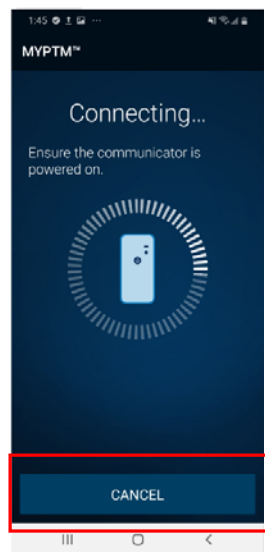 1:45
MYPTM™
Connecting...
Ensure the communicator is
powered on.
CANCEL